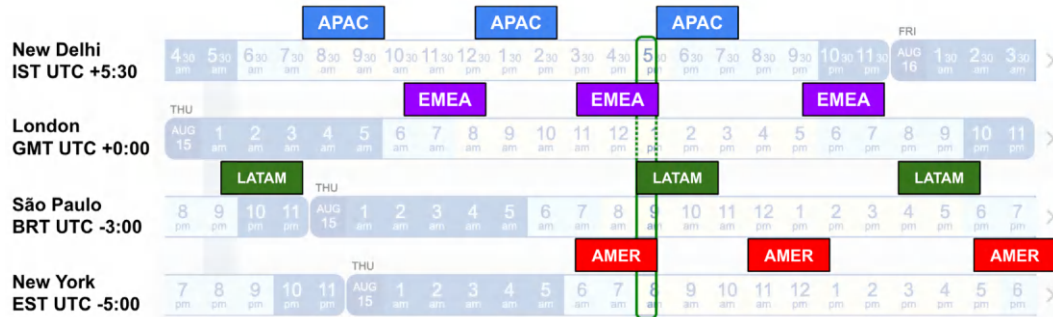 APAC APAC APAC
FRI
New Delhi 4 30 5 30 6 30 7 30 8 30 9 30 10 30 11 30 12 30 1 30 2 30 3 30 4 30 5 30 6 30 7 30 8 30 9 30 10 30 11 30 AUG 1 30 2 30 3 30
IST UTC +5:30 am am am am am am am am pm pm pm pm pm pm pm pm pm pm pm pm 16 am am am
EMEA EMEA EMEA
THU
London AUG 1 2 3 4 5 6 7 8 9 10 11 12 1 2 3 4 5 6 7 8 9 10 11
GMT UTC +0:00 15 am am am am am am am am am am am pm pm pm pm pm pm pm pm pm pm pm pm
LATAM LATAM LATAM
THU
São Paulo 8 9 10 11 AUG 1 2 3 4 5 6 7 8 9 10 11 12 1 2 3 4 5 6 7
BRT UTC -3:00 pm pm pm pm 15 am am am am am am am am am am am pm pm pm pm pm pm pm pm
AMER AMER AMER
THU
New York 7 8 9 10 11 AUG 1 2 3 4 5 6 7 8 9 10 11 12 1 2 3 4 5 6
EST UTC -5:00 pm pm pm pm pm 15 am am am am am am am am am am am pm pm pm pm pm pm pm